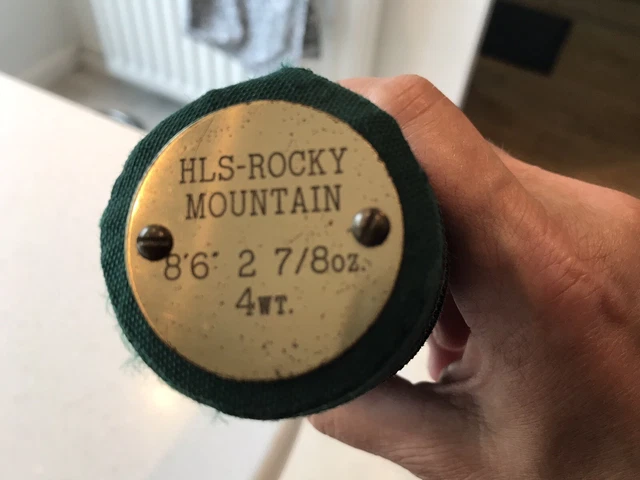 HLS-ROCKY
MOUNTAIN
8'6" 2 7/8oz.
4WT.